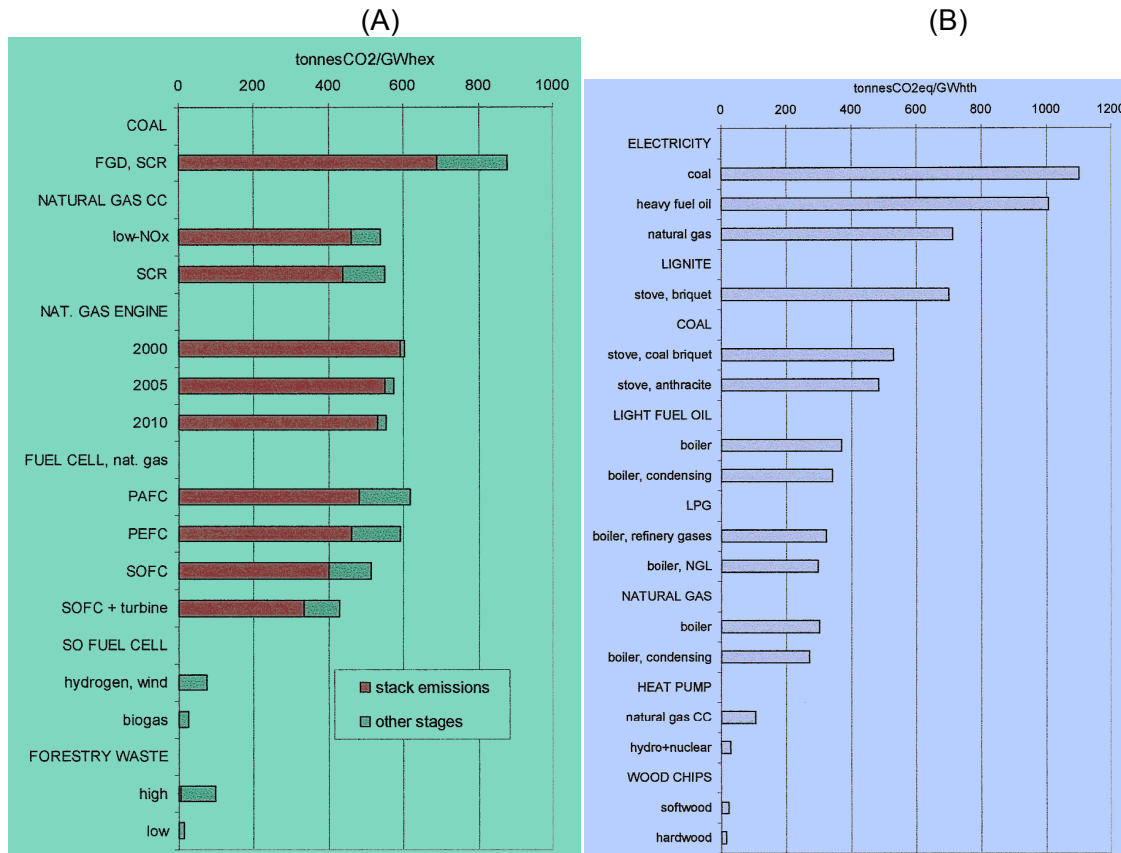 (A)
tonnesCO2/GWhex
0 200 400 600 800 1000
COAL
FGD, SCR
NATURAL GAS CC
low-NOx
SCR
NAT. GAS ENGINE
2000
2005
2010
FUEL CELL, nat. gas
PAFC
PEFC
SOFC
SOFC + turbine
SO FUEL CELL
hydrogen, wind
biogas
FORESTRY WASTE
high
low
stack emissions
other stages
(B)
tonnesCO2eq/GWhth
0 200 400 600 800 1000 1200
ELECTRICITY
coal
heavy fuel oil
natural gas
LIGNITE
stove, briquet
COAL
stove, coal briquet
stove, anthracite
LIGHT FUEL OIL
boiler
boiler, condensing
LPG
boiler, refinery gases
boiler, NGL
NATURAL GAS
boiler
boiler, condensing
HEAT PUMP
natural gas CC
hydro+nuclear
WOOD CHIPS
softwood
hardwood